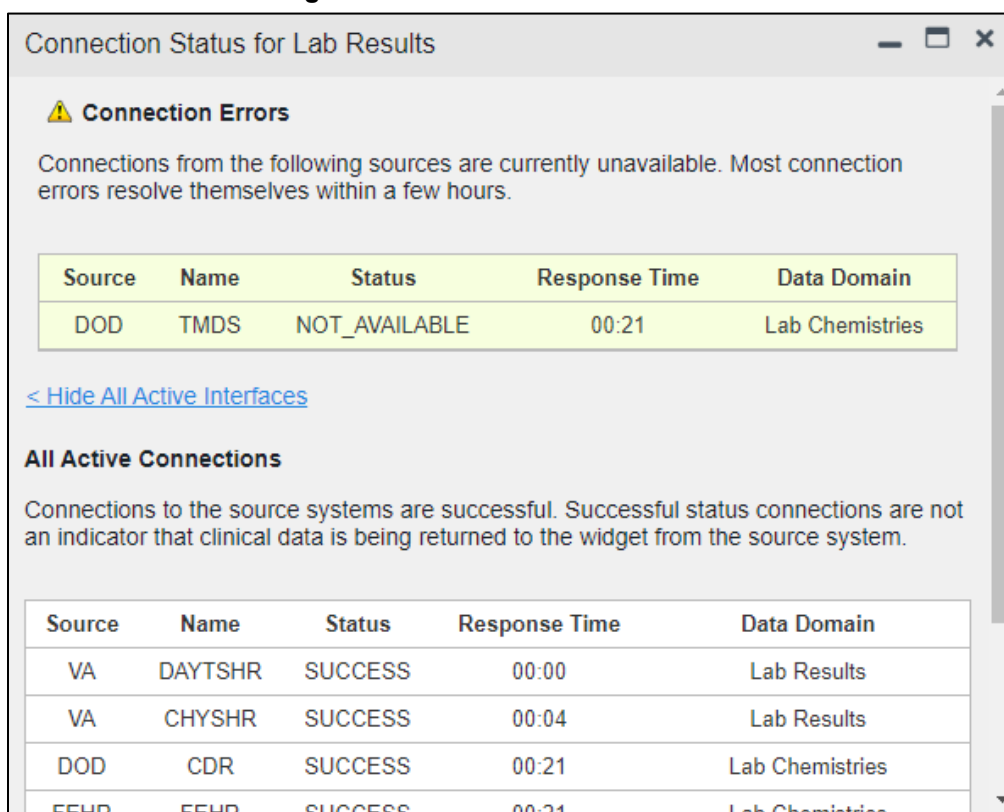 Connection Status for Lab Results
Connection Errors
Connections from the following sources are currently unavailable. Most connection
errors resolve themselves within a few hours.
Source Name Status Response Time Data Domain
DOD TMDS NOT_AVAILABLE 00:21 Lab Chemistries
< Hide All Active Interfaces
All Active Connections
Connections to the source systems are successful. Successful status connections are not
an indicator that clinical data is being returned to the widget from the source system.
Source Name Status Response Time Data Domain
VA DAYTSHR SUCCESS 00:00 Lab Results
VA CHYSHR SUCCESS 00:04 Lab Results
DOD CDR SUCCESS 00:21 Lab Chemistries
SUCCESS 00:21 Lab Chemistries